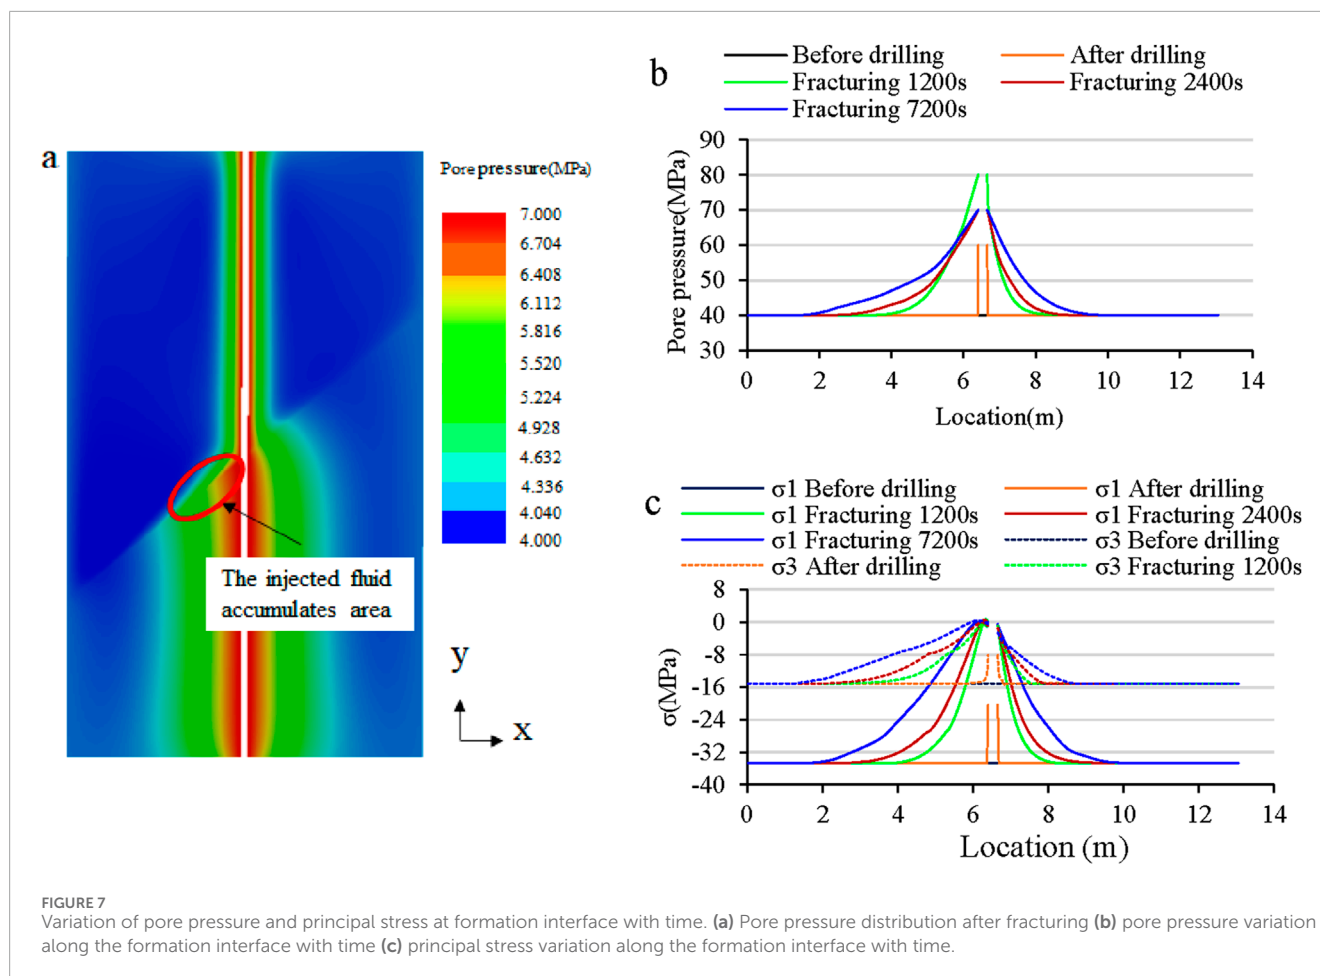 a
Pore pressure(MPa)
7.000
6.704
6.408
6.112
5.816
5.520
5.224
4.928
4.632
4.336
4.040
4.000
The injected fluid
accumulates area
y
x
b
Before drilling
After drilling
Fracturing 1200s
Fracturing 2400s
Fracturing 7200s
Pore pressure(MPa)
90
80
70
60
50
40
30
0 2 4 6 8 10 12 14
Location(m)
c
σ1 Before drilling
σ1 After drilling
σ1 Fracturing 1200s
σ1 Fracturing 2400s
σ1 Fracturing 7200s
σ3 Before drilling
σ3 After drilling
σ3 Fracturing 1200s
σ(MPa)
8
0
-8
-16
-24
-32
-40
0 2 4 6 8 10 12 14
Location (m)
FIGURE 7
Variation of pore pressure and principal stress at formation interface with time. (a) Pore pressure distribution after fracturing (b) pore pressure variation
along the formation interface with time (c) principal stress variation along the formation interface with time.